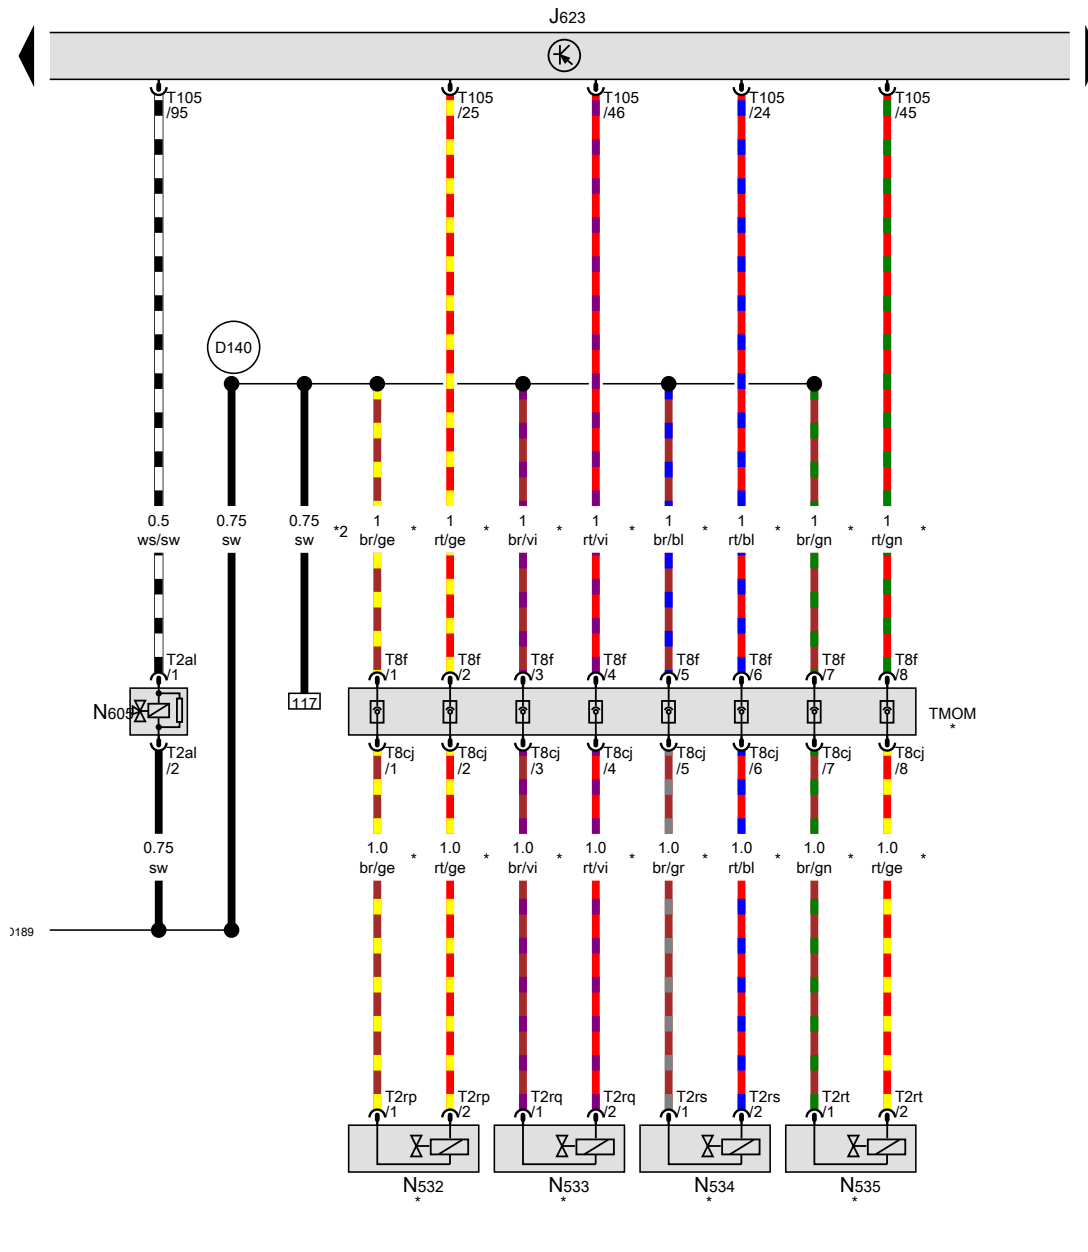 J623
T105 T105 T105 T105 T105
/95 /25 /46 /24 /45
D140
0.5 0.75 0.75 1 1 1 1 1 1 1 1
ws/sw sw sw *2 br/ge * rt/ge * br/vi * rt/vi * br/bl * rt/bl * br/gn * rt/gn *
T2al T8f T8f T8f T8f T8f T8f T8f T8f
/1 /1 /2 /3 /4 /5 /6 /7 /8
N605 117 TMOM
*
T2al T8cj T8cj T8cj T8cj T8cj T8cj T8cj T8cj
/2 /1 /2 /3 /4 /5 /6 /7 /8
0.75 1.0 1.0 1.0 1.0 1.0 1.0 1.0 1.0
sw br/ge * rt/ge * br/vi * rt/vi * br/gr * rt/bl * br/gn * rt/ge *
D189
T2rp T2rp T2rq T2rq T2rs T2rs T2rt T2rt
/1 /2 /1 /2 /1 /2 /1 /2
N532 N533 N534 N535
* * * *